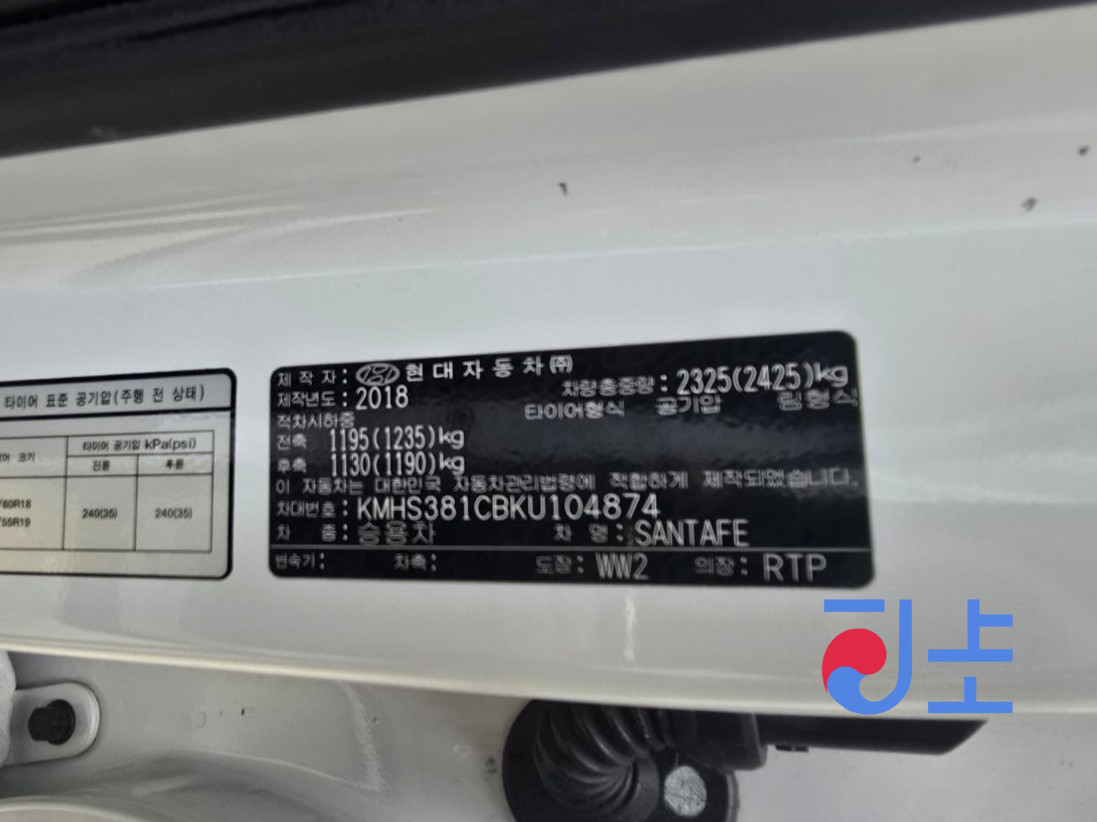 타이어 표준 공기압(주행 전 상태)
어 크기
타이어 공기압 kPa(psi)
전륜 후륜
/60R18
/55R19
240(35) 240(35)
제 작 자 : 현대자동차㈜
제작년도 : 2018
차량총중량 : 2325(2425)kg
적차시하중 타이어형식 공기압 림형식
전축 1195(1235)kg
후축 1130(1190)kg
이 자동차는 대한민국 자동차관리법령에 적합하게 제작되었습니다.
차대번호 : KMHS381CBKU104874
차 종 : 승용차 차 명 : SANTAFE
변속기 : 차축 : 도장 : WW2 의장 : RTP